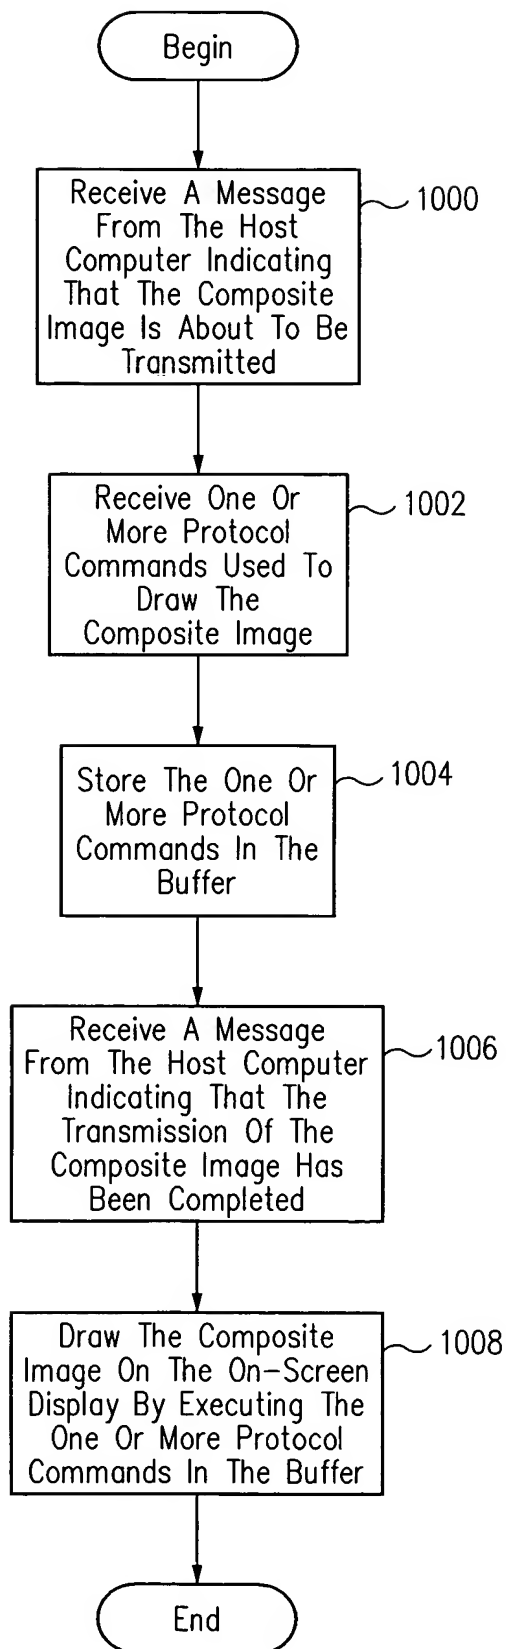 Begin
Receive A Message
From The Host
Computer Indicating
That The Composite
Image Is About To Be
Transmitted
1000
Receive One Or
More Protocol
Commands Used To
Draw The
Composite Image
1002
Store The One Or
More Protocol
Commands In The
Buffer
1004
Receive A Message
From The Host Computer
Indicating That The
Transmission Of The
Composite Image Has
Been Completed
1006
Draw The Composite
Image On The On-Screen
Display By Executing The
One Or More Protocol
Commands In The Buffer
1008
End